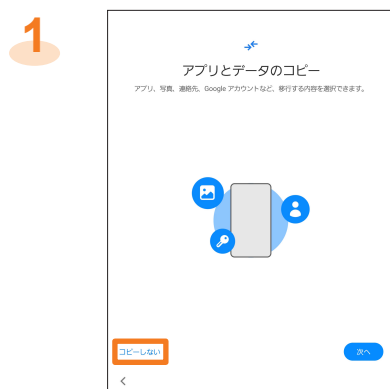 1
アプリとデータのコピー
アプリ、写真、連絡先、Google アカウントなど、移行する内容を選択できます。
コピーしない
次へ